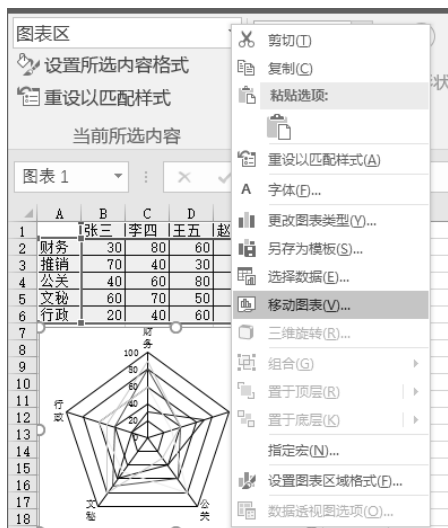 图表区
设置所选内容格式
重设以匹配样式
当前所选内容
图表 1
A B C D
1 张三 李四 王五 赵
2 财务 30 80 60
3 推销 70 40 30
4 公关 40 60 80
5 文秘 60 70 50
6 行政 20 40 60
7
8
9
10
11
12
13
14
15
16
17
18
财务
100
80
60
40
20
0
行政
文秘
公关
剪切(T)
复制(C)
粘贴选项:
重设以匹配样式(A)
A 字体(F)...
更改图表类型(Y)...
另存为模板(S)...
选择数据(E)...
移动图表(V)...
三维旋转(R)...
组合(G)
置于顶层(R)
置于底层(K)
指定宏(N)...
设置图表区域格式(F)...
数据透视图选项(O)...
状